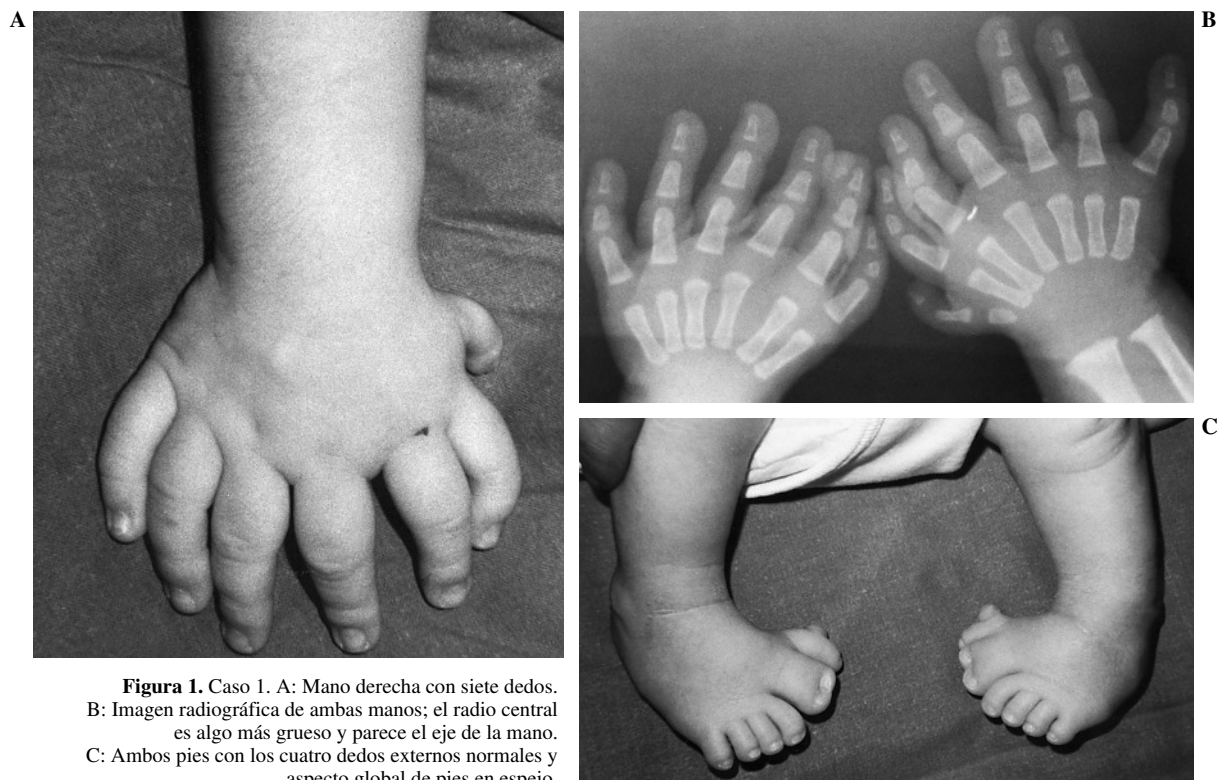 A
B
C
Figura 1. Caso 1. A: Mano derecha con siete dedos.
B: Imagen radiográfica de ambas manos; el radio central
es algo más grueso y parece el eje de la mano.
C: Ambos pies con los cuatro dedos externos normales y
aspecto global de pies en espejo.